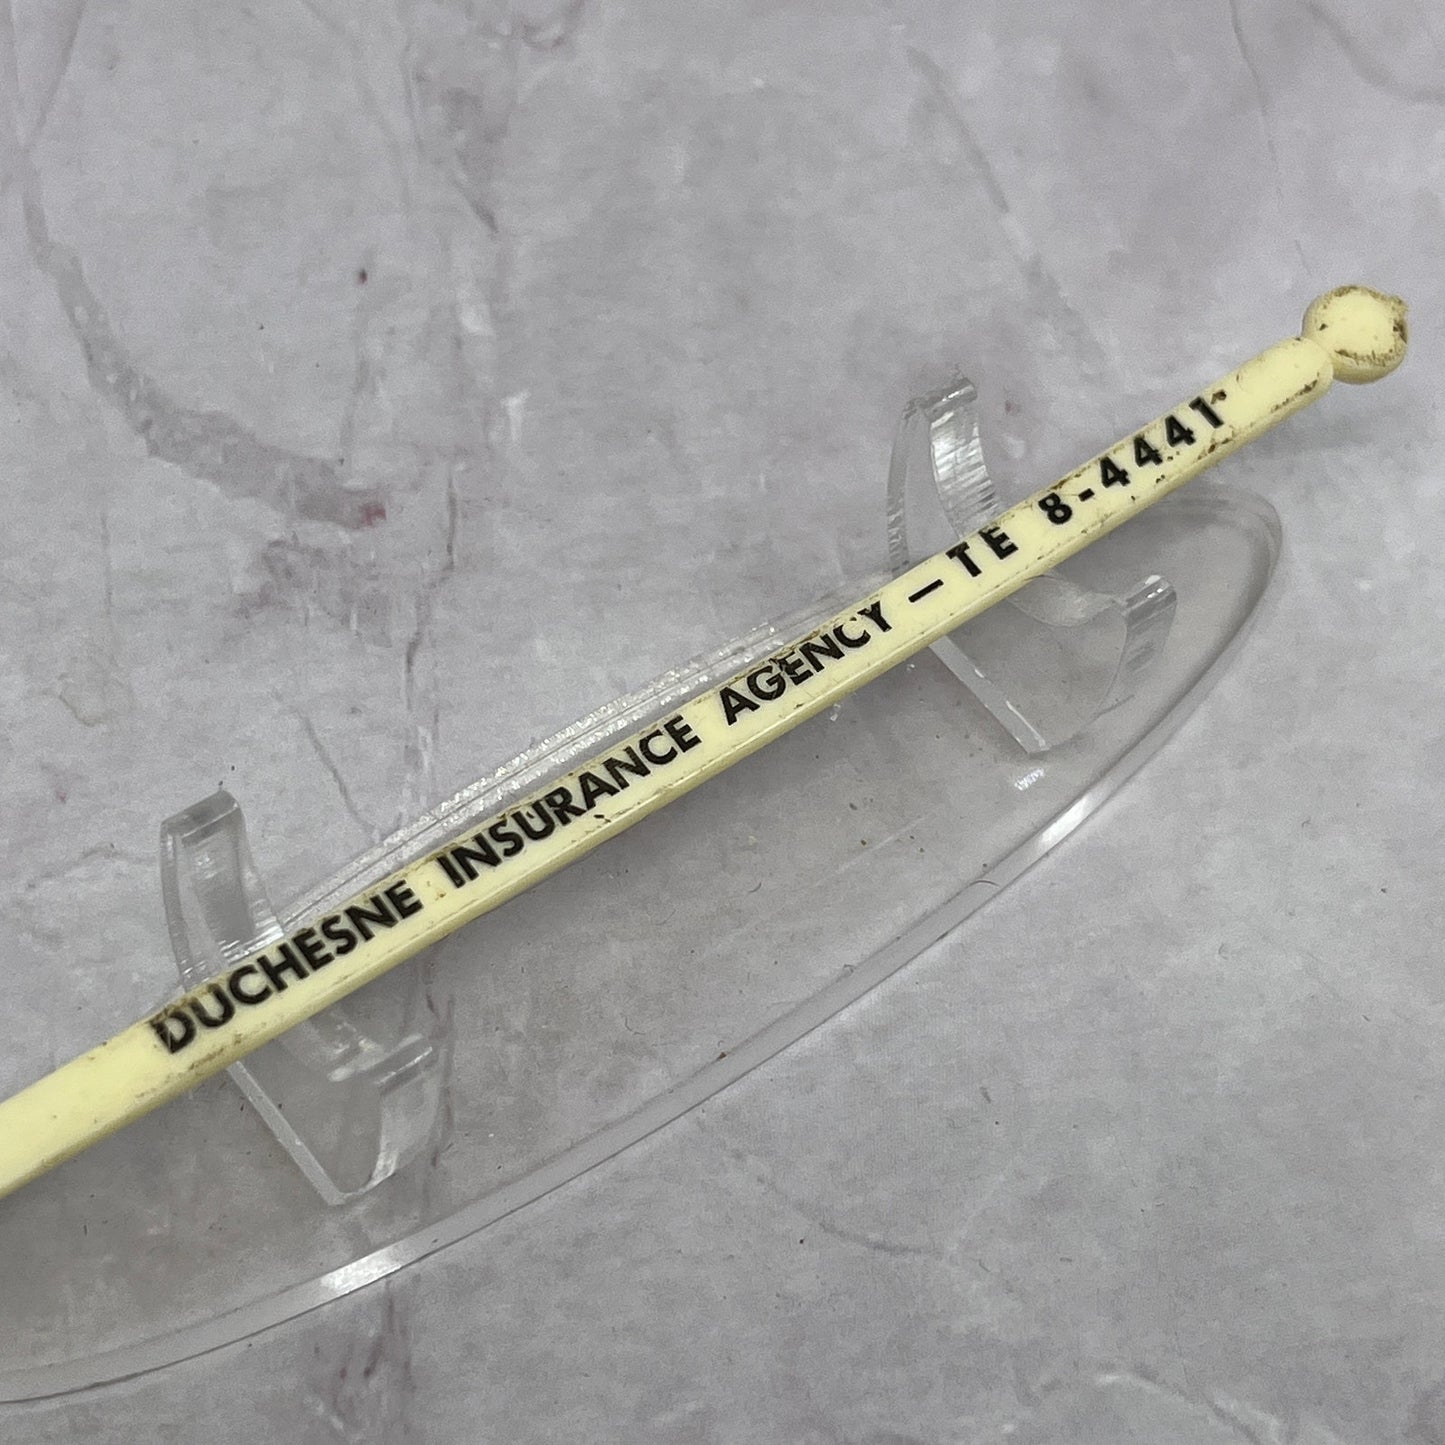 DUCHESNE INSURANCE AGENCY — TE 8-4441